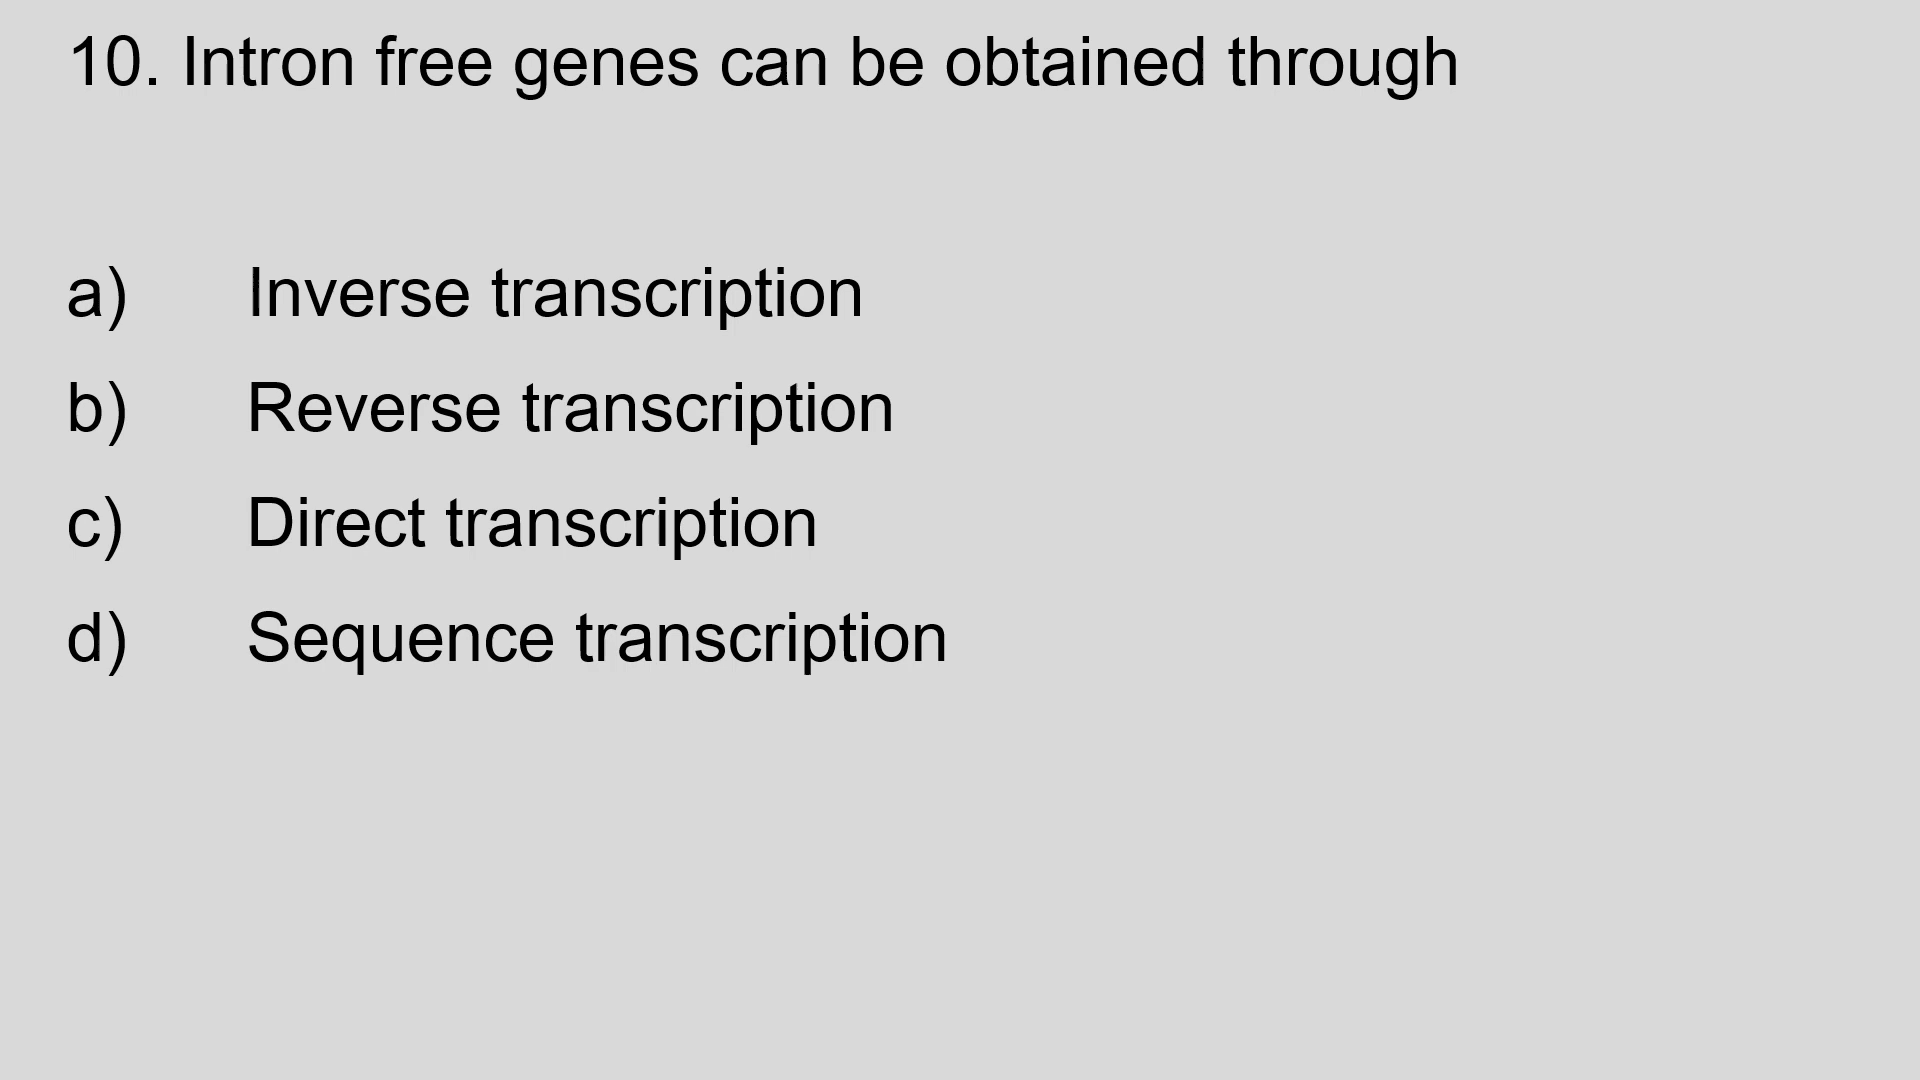 10. Intron free genes can be obtained through
a) Inverse transcription
b) Reverse transcription
c) Direct transcription
d) Sequence transcription